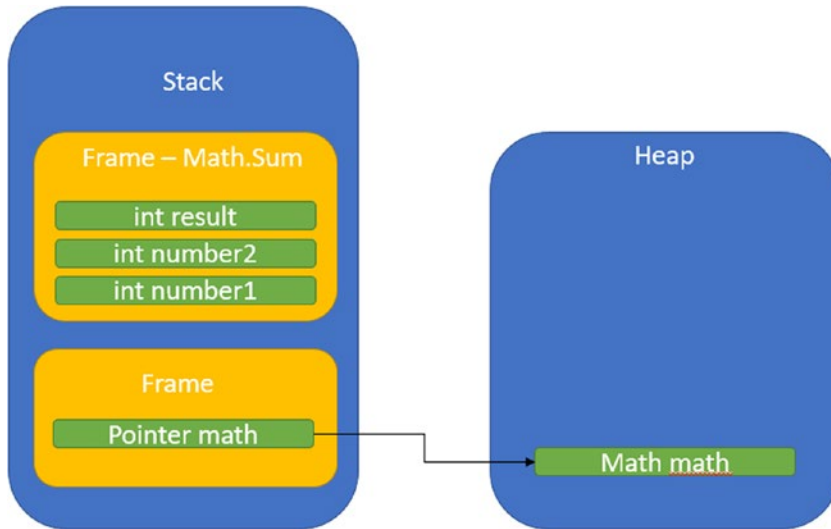 Stack
Frame – Math.Sum
int result
int number2
int number1
Frame
Pointer math
Heap
Math math